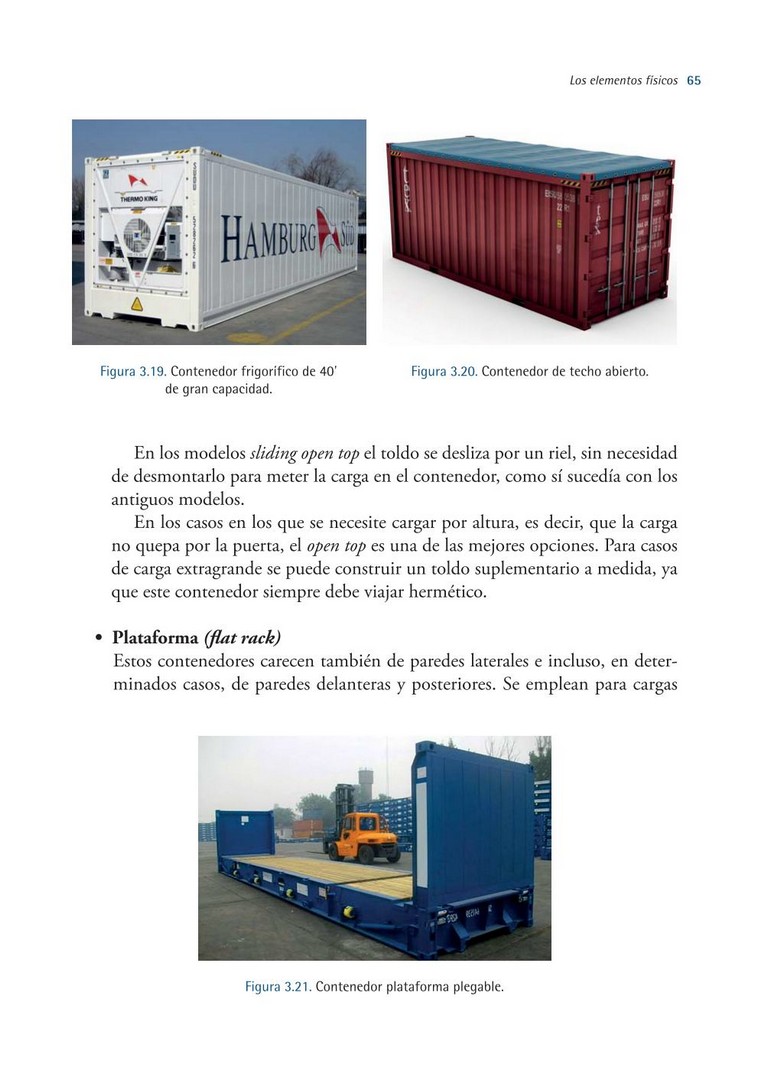 Los elementos físicos 65
THERMO KING
HAMBURG SÜD
Figura 3.19. Contenedor frigorífico de 40'
de gran capacidad.
Figura 3.20. Contenedor de techo abierto.
En los modelos sliding open top el toldo se desliza por un riel, sin necesidad
de desmontarlo para meter la carga en el contenedor, como sí sucedía con los
antiguos modelos.
En los casos en los que se necesite cargar por altura, es decir, que la carga
no quepa por la puerta, el open top es una de las mejores opciones. Para casos
de carga extragrande se puede construir un toldo suplementario a medida, ya
que este contenedor siempre debe viajar hermético.
• Plataforma (flat rack)
Estos contenedores carecen también de paredes laterales e incluso, en deter-
minados casos, de paredes delanteras y posteriores. Se emplean para cargas
Figura 3.21. Contenedor plataforma plegable.